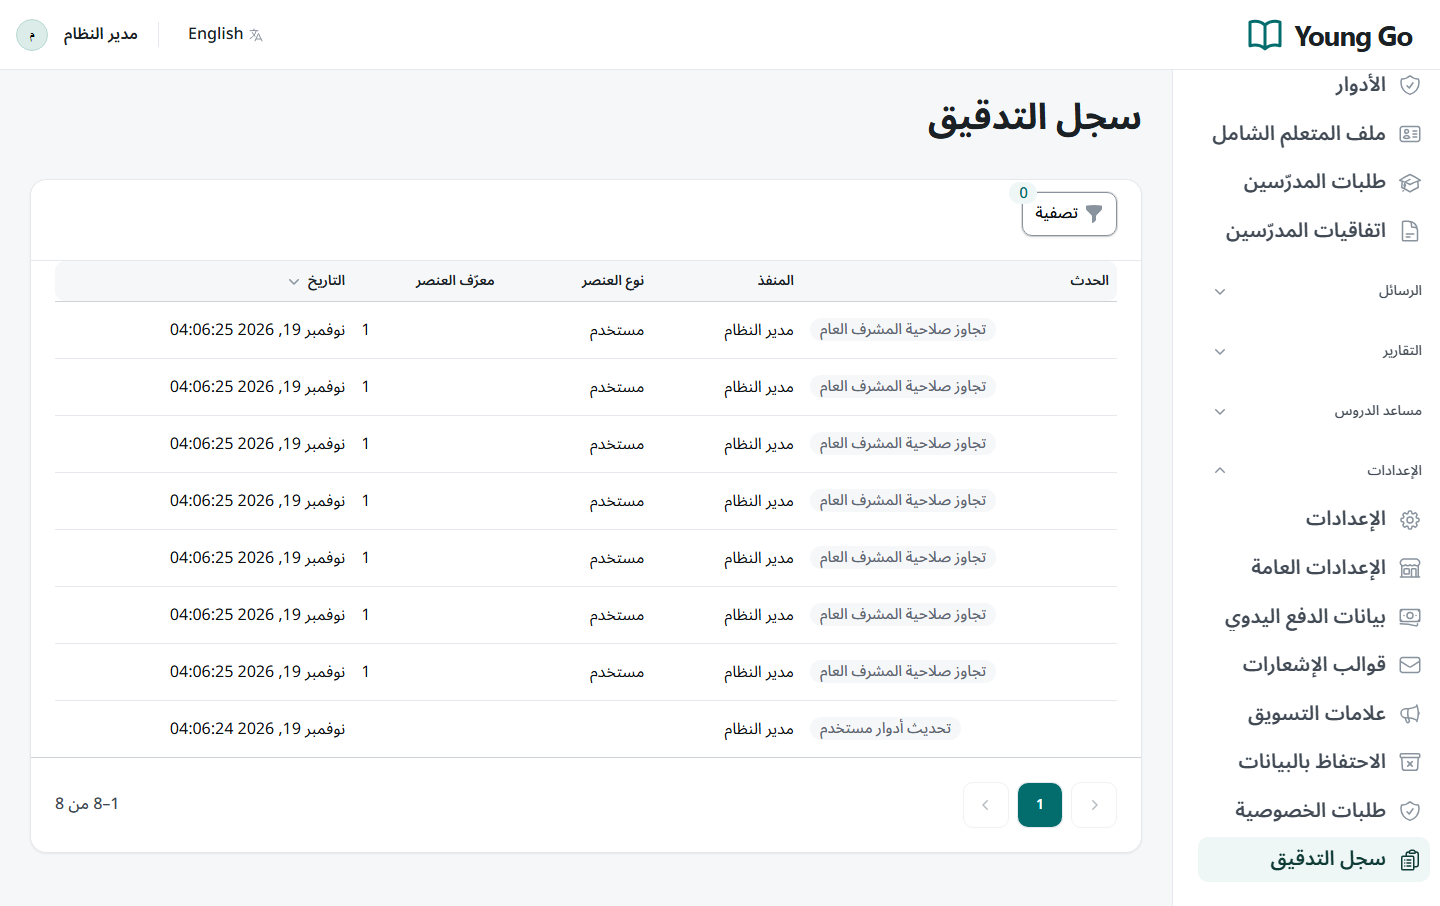 Young Go
English
مدير النظام
م
الأدوار
ملف المتعلم الشامل
طلبات المدرّسين
اتفاقيات المدرّسين
الرسائل
التقارير
مساعد الدروس
الإعدادات
الإعدادات
الإعدادات العامة
بيانات الدفع اليدوي
قوالب الإشعارات
علامات التسويق
الاحتفاظ بالبيانات
طلبات الخصوصية
سجل التدقيق
سجل التدقيق
تصفية 0
الحدث المنفذ نوع العنصر معرّف العنصر التاريخ
تجاوز صلاحية المشرف العام مدير النظام مستخدم 1 نوفمبر 19, 2026 04:06:25
تجاوز صلاحية المشرف العام مدير النظام مستخدم 1 نوفمبر 19, 2026 04:06:25
تجاوز صلاحية المشرف العام مدير النظام مستخدم 1 نوفمبر 19, 2026 04:06:25
تجاوز صلاحية المشرف العام مدير النظام مستخدم 1 نوفمبر 19, 2026 04:06:25
تجاوز صلاحية المشرف العام مدير النظام مستخدم 1 نوفمبر 19, 2026 04:06:25
تجاوز صلاحية المشرف العام مدير النظام مستخدم 1 نوفمبر 19, 2026 04:06:25
تجاوز صلاحية المشرف العام مدير النظام مستخدم 1 نوفمبر 19, 2026 04:06:25
تحديث أدوار مستخدم مدير النظام نوفمبر 19, 2026 04:06:24
1
1–8 من 8